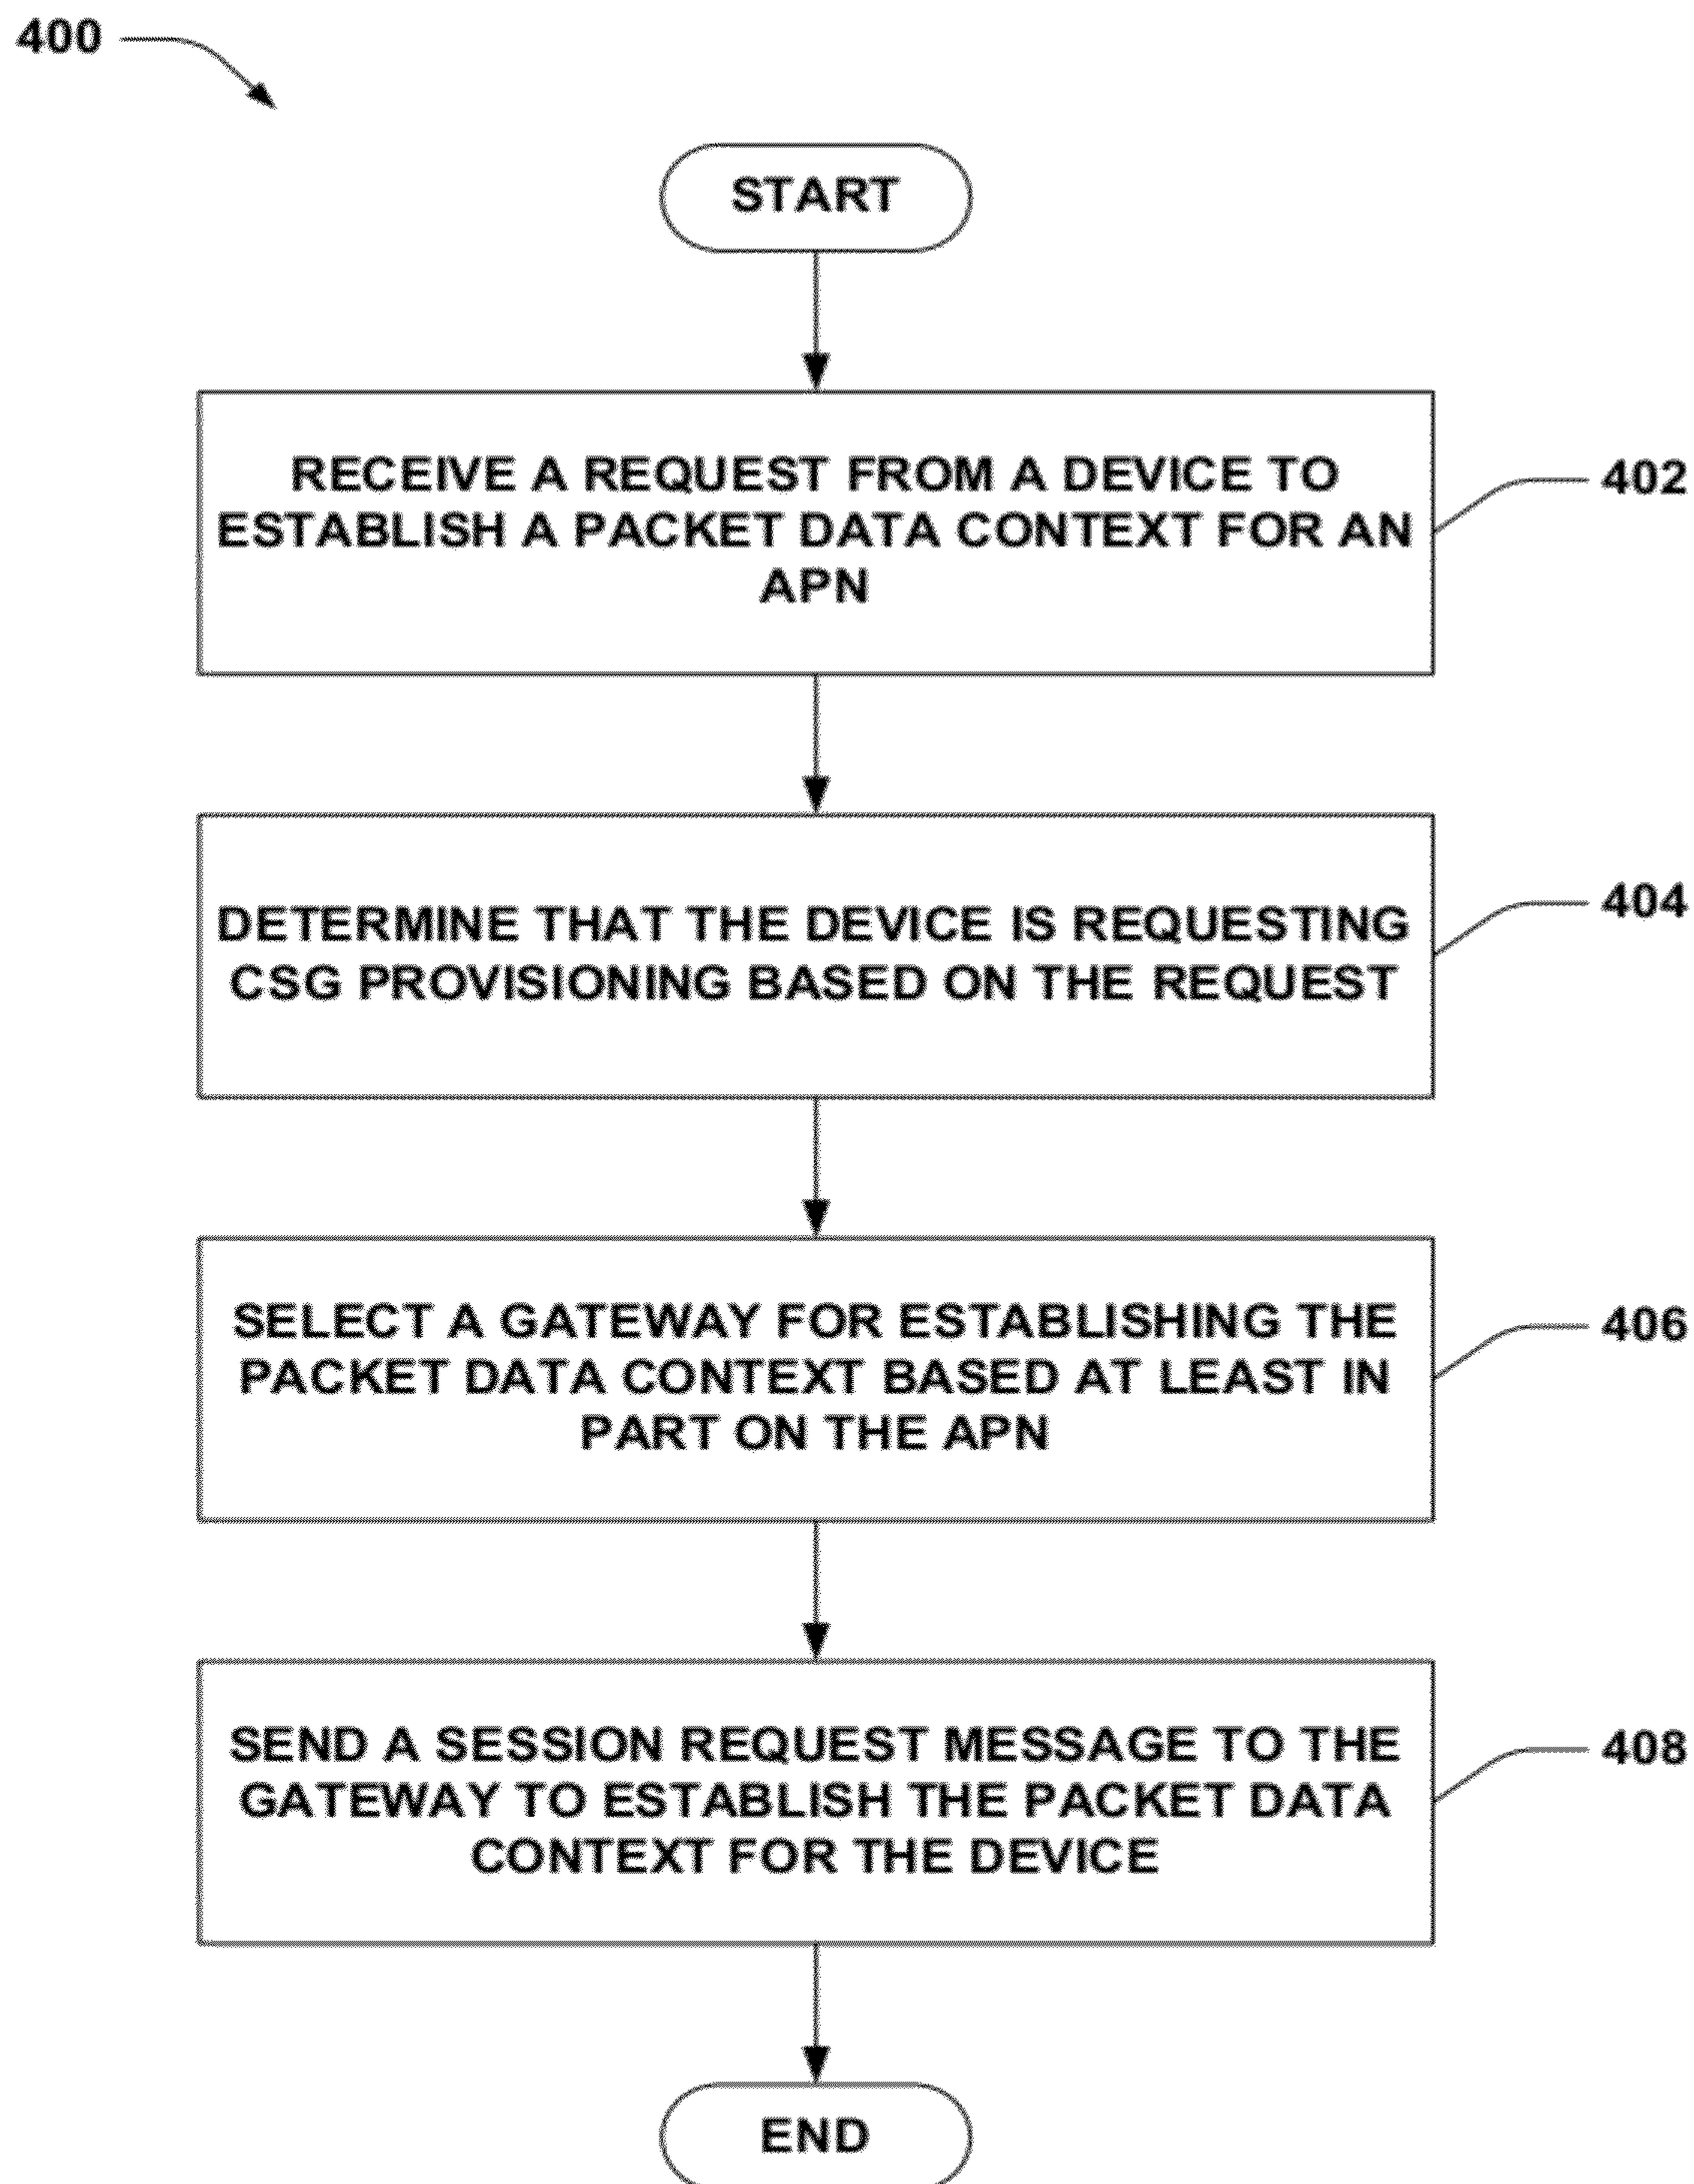 400
START
RECEIVE A REQUEST FROM A DEVICE TO
ESTABLISH A PACKET DATA CONTEXT FOR AN
APN
402
DETERMINE THAT THE DEVICE IS REQUESTING
CSG PROVISIONING BASED ON THE REQUEST
404
SELECT A GATEWAY FOR ESTABLISHING THE
PACKET DATA CONTEXT BASED AT LEAST IN
PART ON THE APN
406
SEND A SESSION REQUEST MESSAGE TO THE
GATEWAY TO ESTABLISH THE PACKET DATA
CONTEXT FOR THE DEVICE
408
END